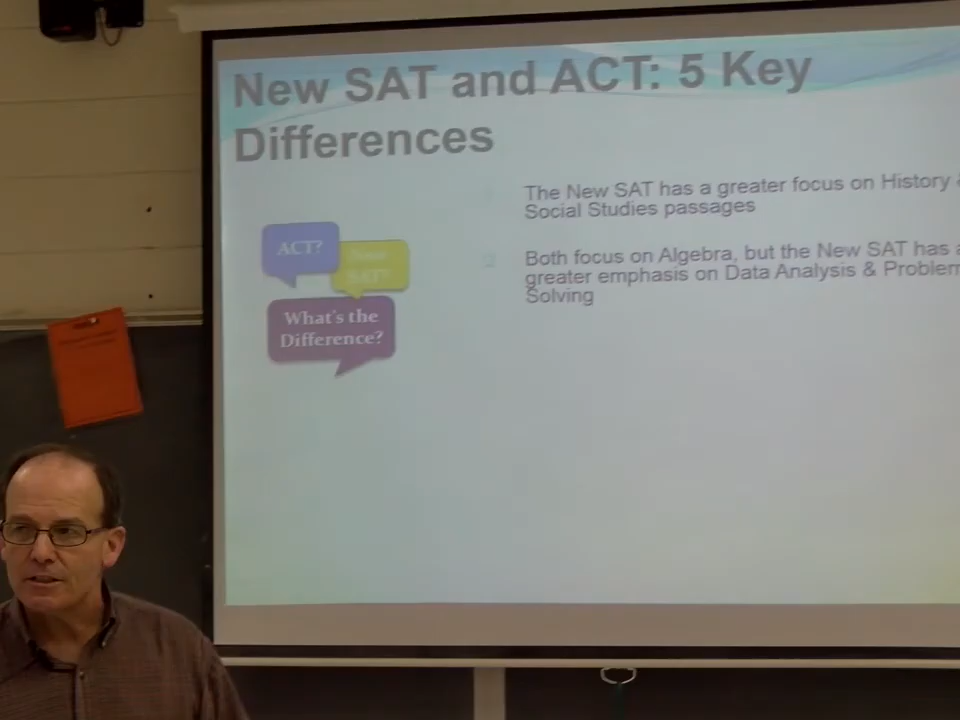 New SAT and ACT: 5 Key
Differences
The New SAT has a greater focus on History
Social Studies passages
ACT?
SAT?
Both focus on Algebra, but the New SAT has a
greater emphasis on Data Analysis & Problem
Solving
What's the
Difference?